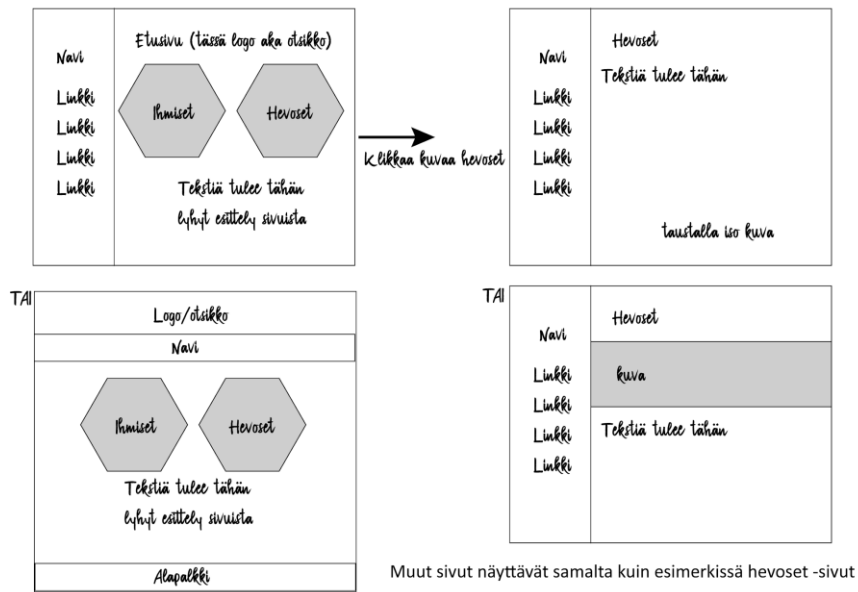 Etusivu (tässä logo aka otsikko)
Navi
Linkki
Linkki
Linkki
Linkki
Ihmiset
Hevoset
Tekstiä tulee tähän
lyhyt esittely sivuista
Klikkaa kuvaa hevoset
Navi
Linkki
Linkki
Linkki
Linkki
Hevoset
Tekstiä tulee tähän
taustalla iso kuva
TAI
Logo/otsikko
Navi
Ihmiset
Hevoset
Tekstiä tulee tähän
lyhyt esittely sivuista
Alapalkki
TAI
Navi
Linkki
Linkki
Linkki
Linkki
Hevoset
kuva
Tekstiä tulee tähän
Muut sivut näyttävät samalta kuin esimerkissä hevoset -sivut